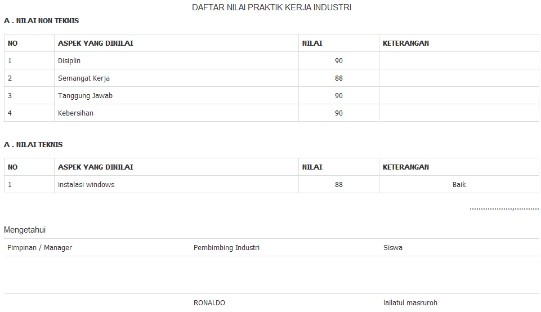 DAFTAR NILAI PRAKTIK KERJA INDUSTRI
A . NILAI NON TEKNIS
NO ASPEK YANG DINILAI NILAI KETERANGAN
1 Disiplin 90
2 Semangat Kerja 88
3 Tanggung Jawab 90
4 Kebersihan 90
A . NILAI TEKNIS
NO ASPEK YANG DINILAI NILAI KETERANGAN
1 instalasi windows 88 Baik
................................
Mengetahui
Pimpinan / Manager Pembimbing Industri Siswa
RONALDO lailatul masruroh